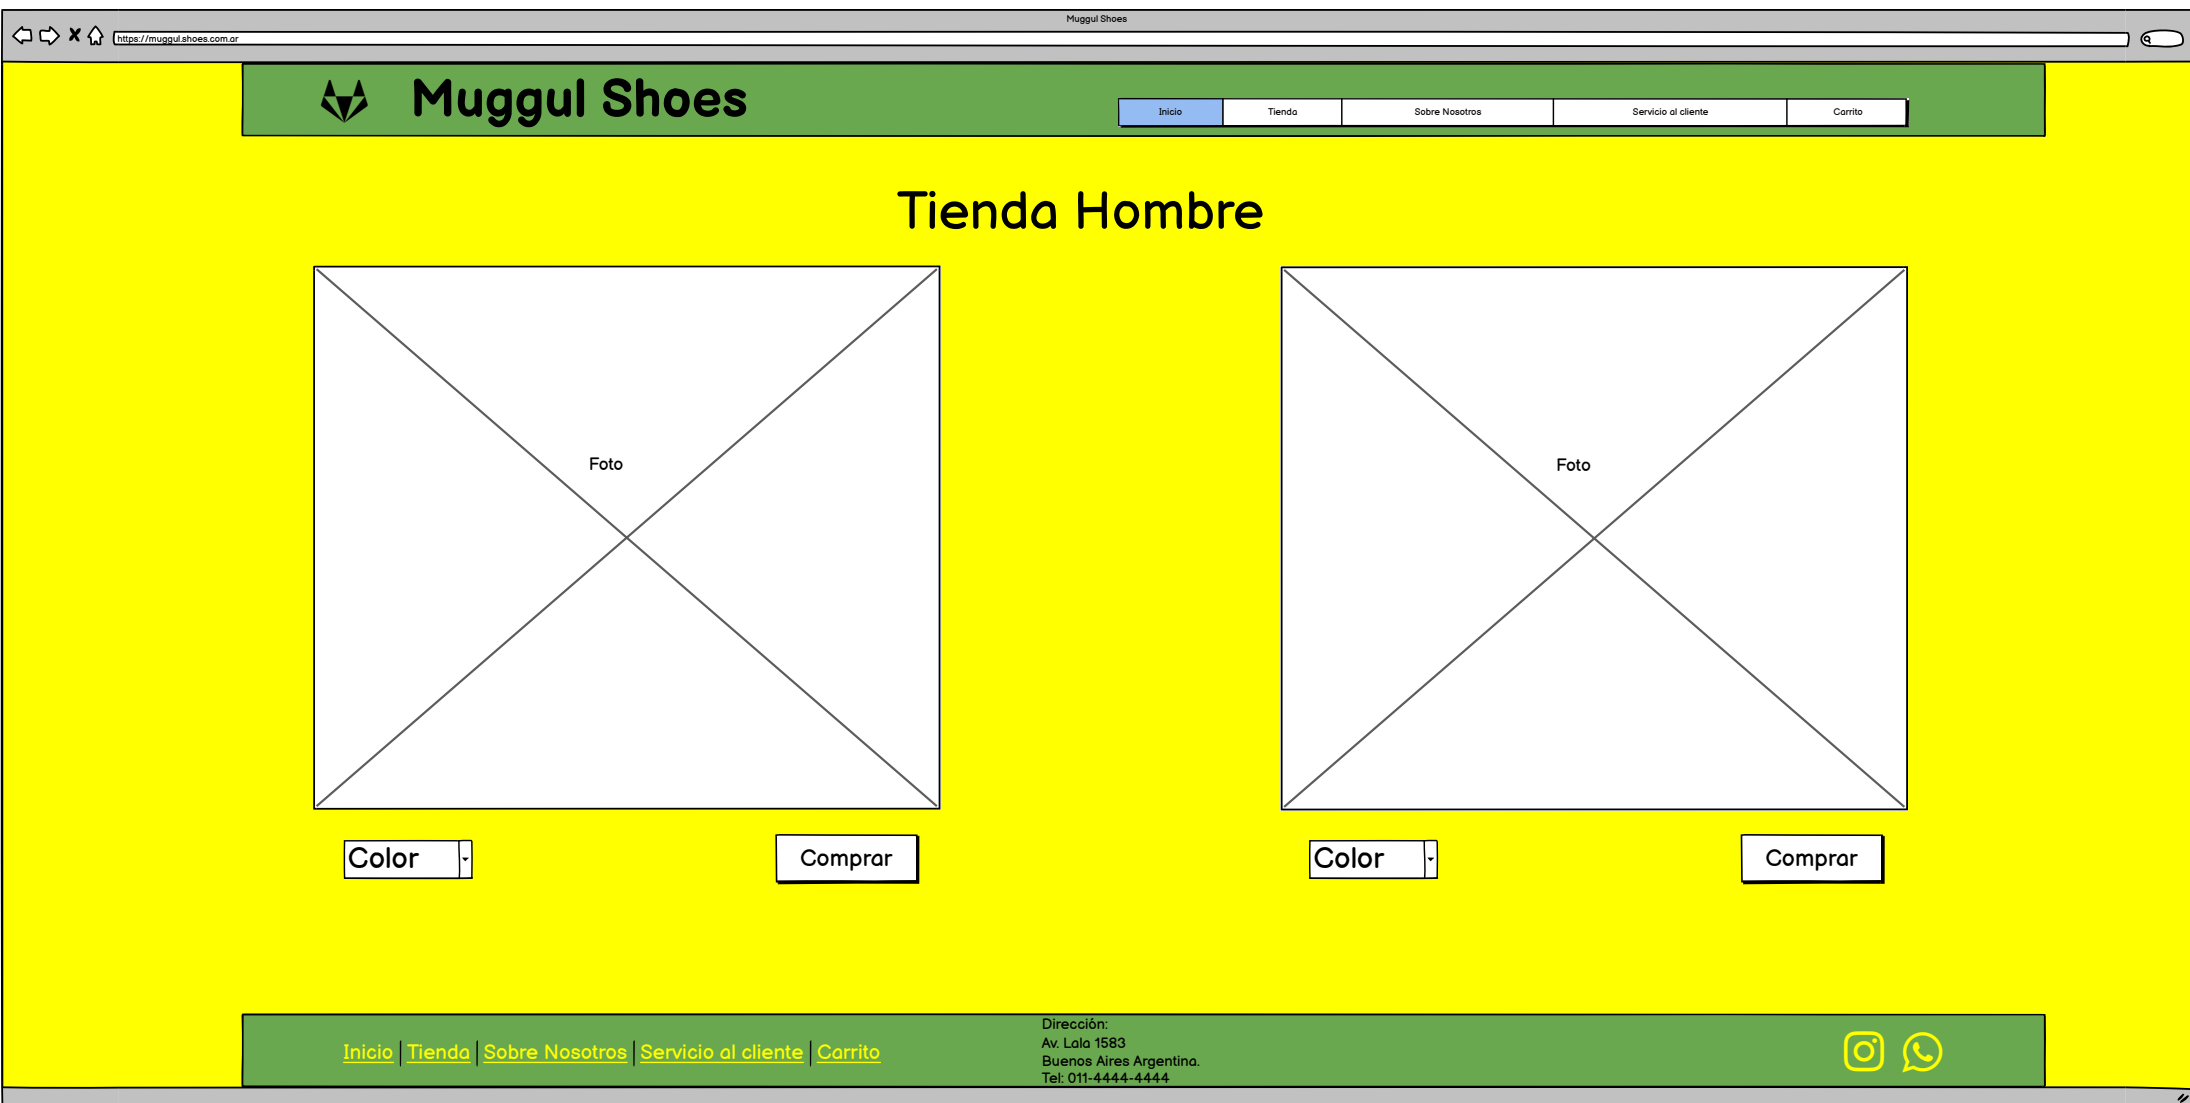 Muggul Shoes
https://muggul.shoes.com.ar
Muggul Shoes
Inicio Tienda Sobre Nosotros Servicio al cliente Carrito
Tienda Hombre
Foto Foto
Color Comprar Color Comprar
Inicio Tienda Sobre Nosotros Servicio al cliente Carrito
Dirección:
Av. Lala 1583
Buenos Aires Argentina.
Tel: 011-4444-4444